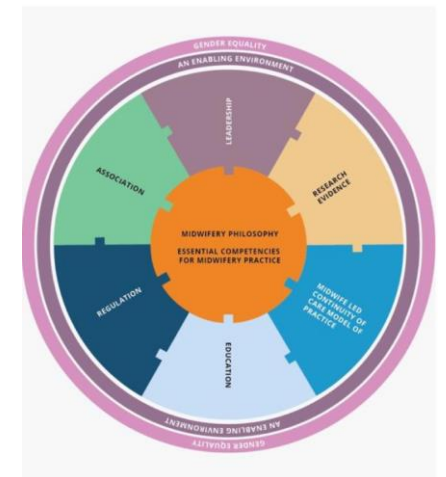 GENDER EQUALITY
AN ENABLING ENVIRONMENT
LEADERSHIP
ASSOCIATION
RESEARCH
EVIDENCE
MIDWIFERY PHILOSOPHY
ESSENTIAL COMPETENCIES
FOR MIDWIFERY PRACTICE
REGULATION
MIDWIFE LED
CONTINUITY OF
CARE MODEL OF
PRACTICE
EDUCATION
AN ENABLING ENVIRONMENT
GENDER EQUALITY